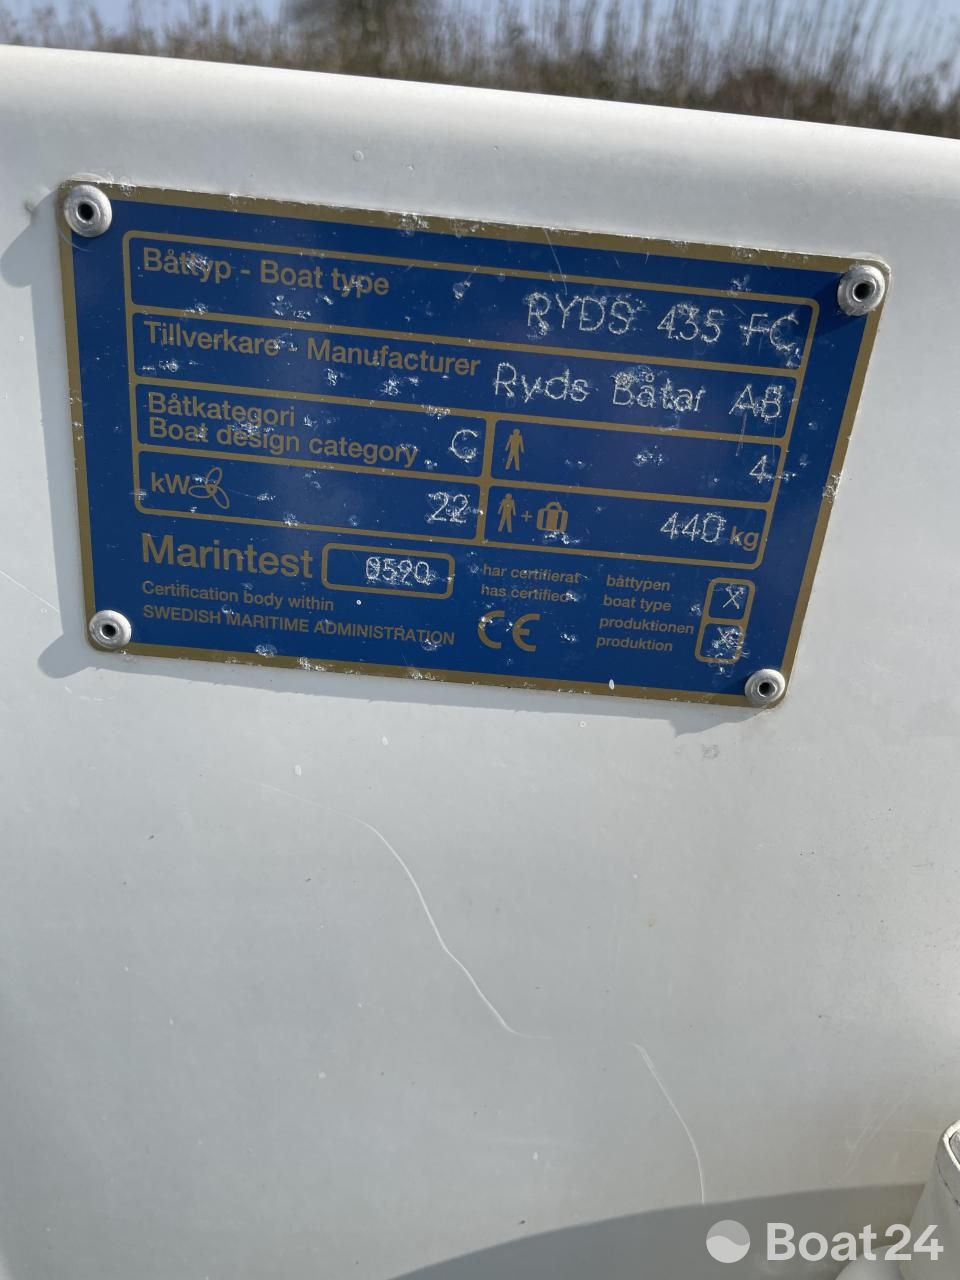 Båttyp - Boat type RYDS 435 FC
Tillverkare - Manufacturer Ryds Båtar AB
Båtkategori -
Boat design category C
4
kW 22
+ 440 kg
Marintest 0590
Certification body within
SWEDISH MARITIME ADMINISTRATION
har certifierat
has certified
CE
båttypen
boat type X
produktionen
produktion X
Boat24